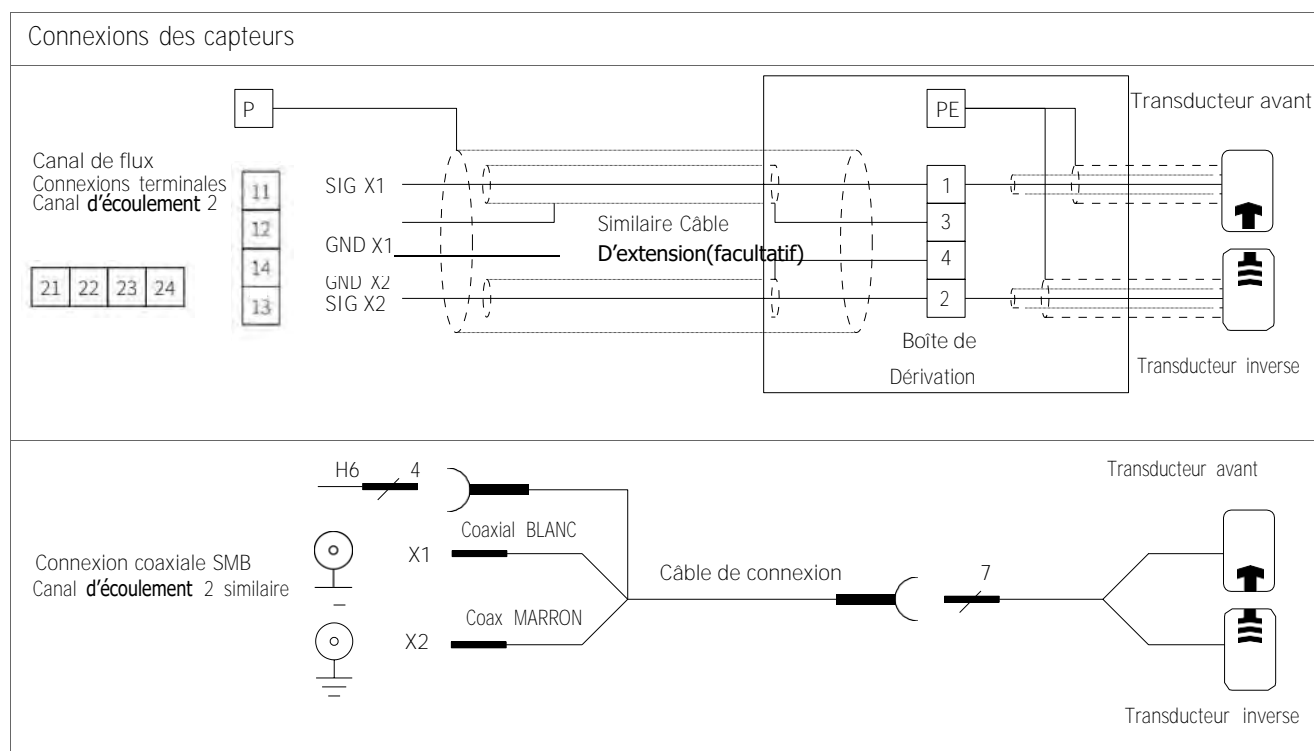 Connexions des capteurs
P
PE
Transducteur avant
Canal de flux
Connexions terminales
Canal d'écoulement 2
11
12
14
13
21 22 23 24
SIG X1
GND X1
GND X2
SIG X2
Similaire Câble
D'extension(facultatif)
1
3
4
2
Boîte de
Dérivation
Transducteur inverse
H6 4
Transducteur avant
Connexion coaxiale SMB
Canal d'écoulement 2 similaire
X1
Coaxial BLANC
Câble de connexion
7
X2
Coax MARRON
Transducteur inverse